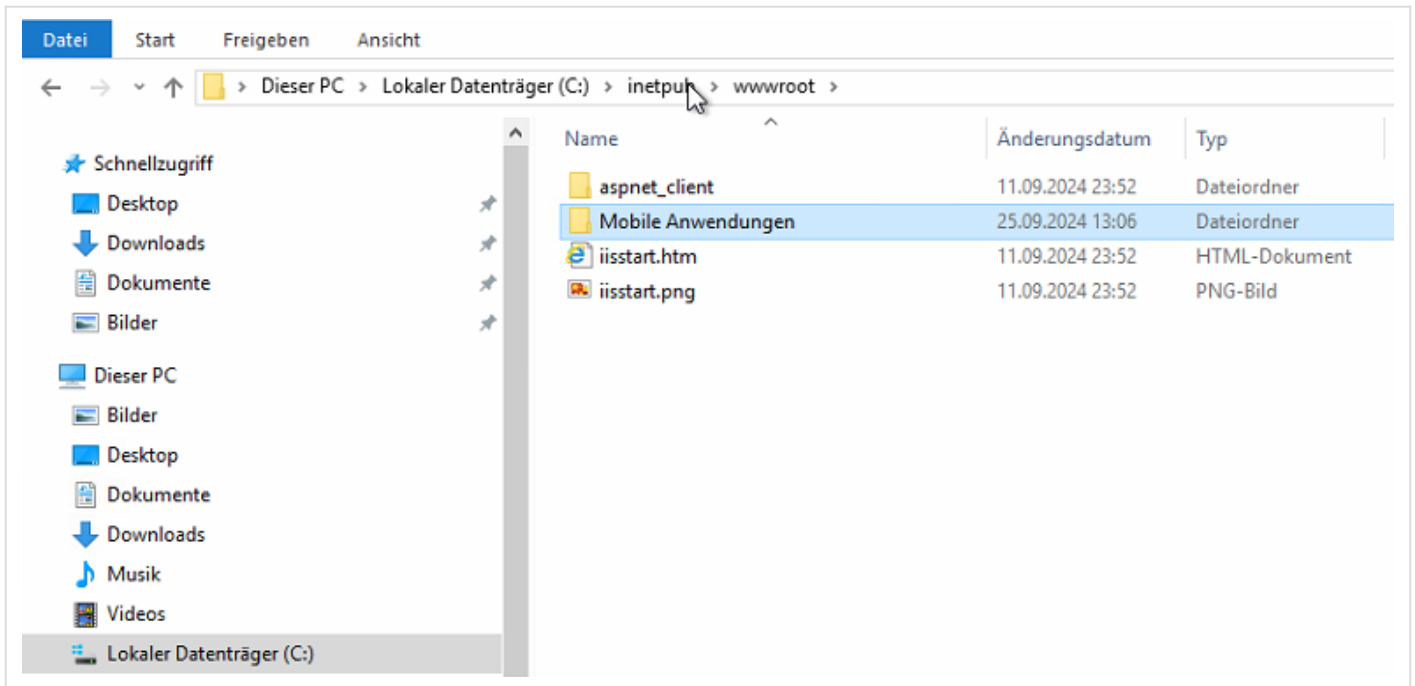 Datei Start Freigeben Ansicht
Dieser PC > Lokaler Datenträger (C:) > inetpub > wwwroot >
Name Änderungsdatum Typ
Schnellzugriff
Desktop
Downloads
Dokumente
Bilder
Dieser PC
Bilder
Desktop
Dokumente
Downloads
Musik
Videos
Lokaler Datenträger (C:)
aspnet_client 11.09.2024 23:52 Dateiordner
Mobile Anwendungen 25.09.2024 13:06 Dateiordner
iisstart.htm 11.09.2024 23:52 HTML-Dokument
iisstart.png 11.09.2024 23:52 PNG-Bild